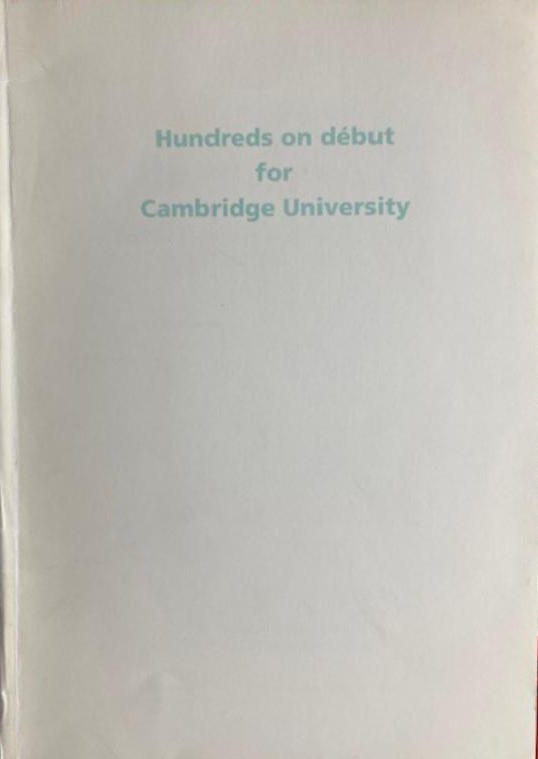 Hundreds on début
for
Cambridge University